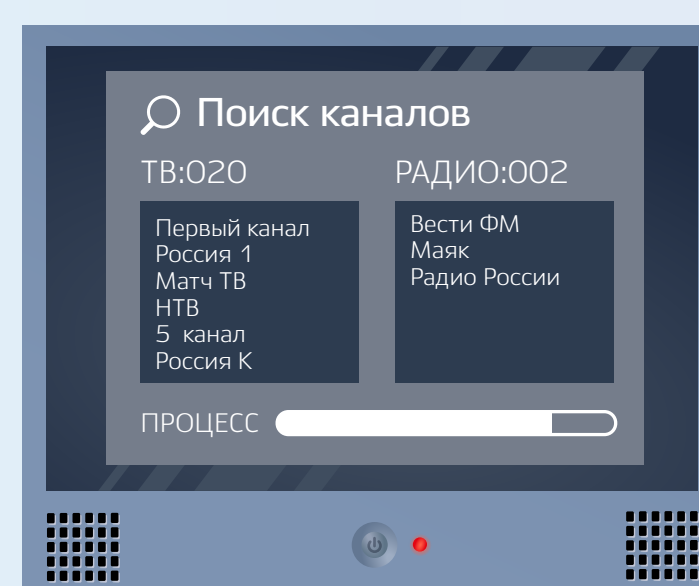 Поиск каналов
ТВ:020
Первый канал
Россия 1
Матч ТВ
НТВ
5 канал
Россия К
РАДИО:002
Вести ФМ
Маяк
Радио России
ПРОЦЕСС